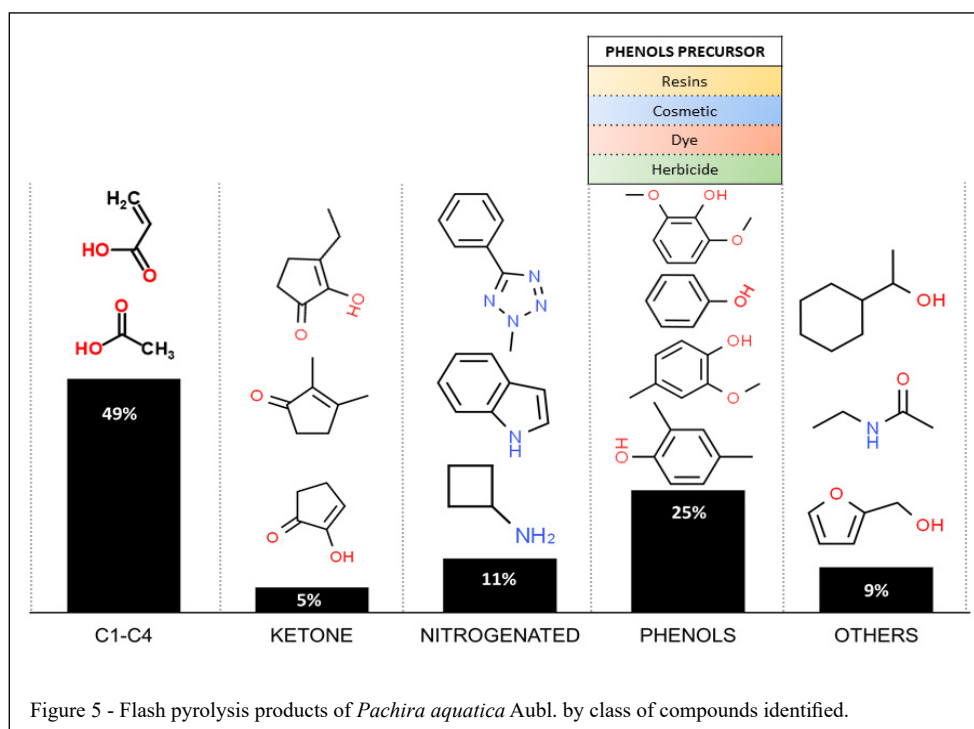 PHENOLS PRECURSOR
Resins
Cosmetic
Dye
Herbicide
H₂C
HO
O
O
HO
CH₃
49%
C1-C4
O
HO
O
O
OH
5%
KETONE
N
N
N
N
N
H
NH₂
11%
NITROGENATED
O
OH
O
OH
OH
O
OH
25%
PHENOLS
OH
O
N
H
O
OH
9%
OTHERS
Figure 5 - Flash pyrolysis products of Pachira aquatica Aubl. by class of compounds identified.